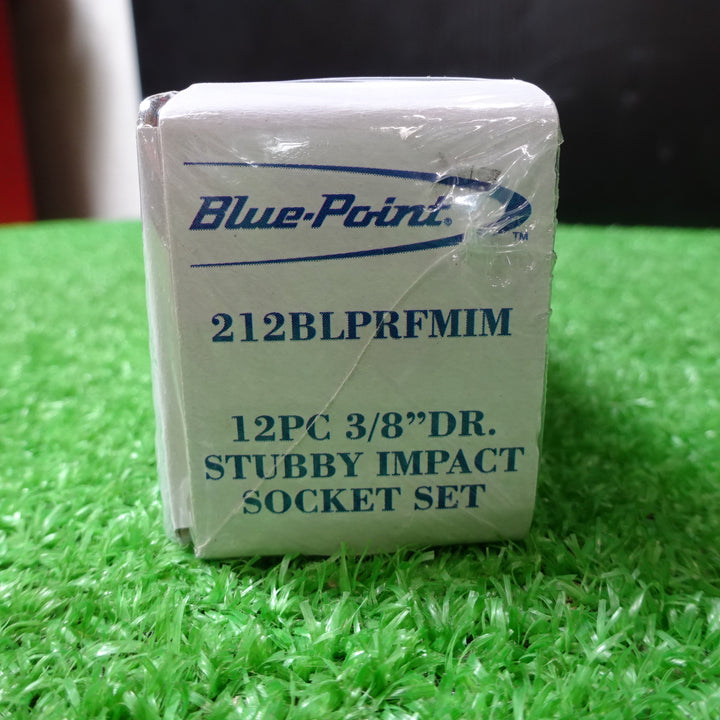 Blue-Point® ™
212BLPRFMIM
12PC 3/8”DR.
STUBBY IMPACT
SOCKET SET